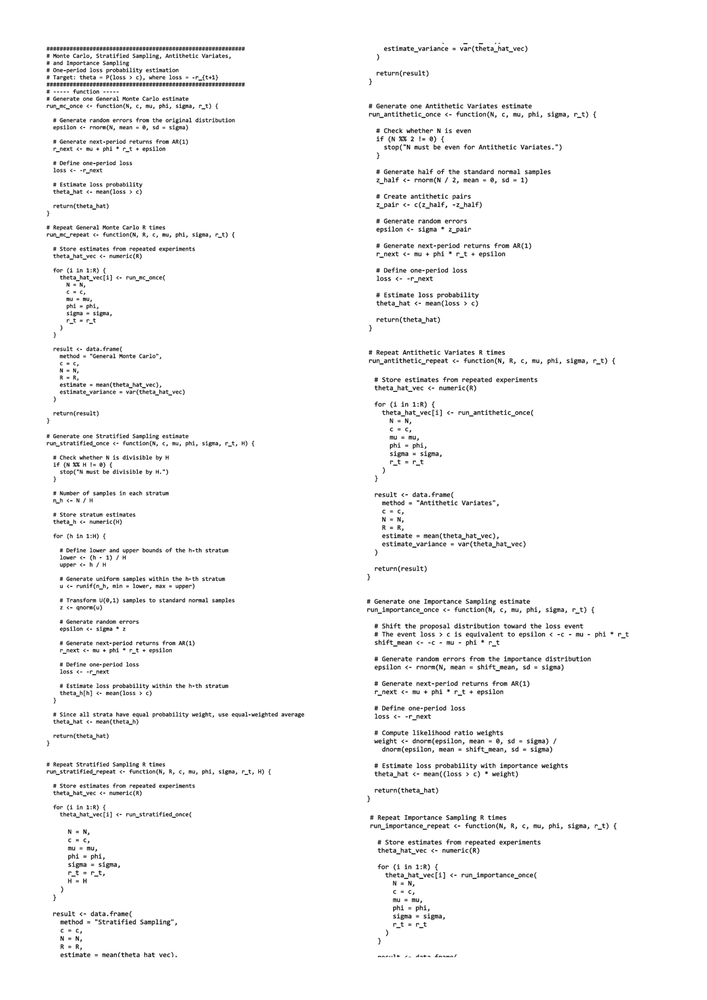 ############################################################
# Monte Carlo, Stratified Sampling, Antithetic Variates,
# and Importance Sampling
# One-period loss probability estimation
# Target: theta = P(loss > c), where loss = -r_{t+1}
############################################################
# ----- function -----
# Generate one General Monte Carlo estimate
run_mc_once <- function(N, c, mu, phi, sigma, r_t) {
# Generate random errors from the original distribution
epsilon <- rnorm(N, mean = 0, sd = sigma)
# Generate next-period returns from AR(1)
r_next <- mu + phi * r_t + epsilon
# Define one-period loss
loss <- -r_next
# Estimate loss probability
theta_hat <- mean(loss > c)
return(theta_hat)
}
# Repeat General Monte Carlo R times
run_mc_repeat <- function(N, R, c, mu, phi, sigma, r_t) {
# Store estimates from repeated experiments
theta_hat_vec <- numeric(R)
for (i in 1:R) {
theta_hat_vec[i] <- run_mc_once(
N = N,
c = c,
mu = mu,
phi = phi,
sigma = sigma,
r_t = r_t
)
}
result <- data.frame(
method = "General Monte Carlo",
c = c,
N = N,
R = R,
estimate = mean(theta_hat_vec),
estimate_variance = var(theta_hat_vec)
)
return(result)
}
# Generate one Stratified Sampling estimate
run_stratified_once <- function(N, c, mu, phi, sigma, r_t, H) {
# Check whether N is divisible by H
if (N %% H != 0) {
stop("N must be divisible by H.")
}
# Number of samples in each stratum
n_h <- N / H
# Store stratum estimates
theta_h <- numeric(H)
for (h in 1:H) {
# Define lower and upper bounds of the h-th stratum
lower <- (h - 1) / H
upper <- h / H
# Generate uniform samples within the h-th stratum
u <- runif(n_h, min = lower, max = upper)
# Transform U(0,1) samples to standard normal samples
z <- qnorm(u)
# Generate random errors
epsilon <- sigma * z
# Generate next-period returns from AR(1)
r_next <- mu + phi * r_t + epsilon
# Define one-period loss
loss <- -r_next
# Estimate loss probability within the h-th stratum
theta_h[h] <- mean(loss > c)
}
# Since all strata have equal probability weight, use equal-weighted average
theta_hat <- mean(theta_h)
return(theta_hat)
}
# Repeat Stratified Sampling R times
run_stratified_repeat <- function(N, R, c, mu, phi, sigma, r_t, H) {
# Store estimates from repeated experiments
theta_hat_vec <- numeric(R)
for (i in 1:R) {
theta_hat_vec[i] <- run_stratified_once(
N = N,
c = c,
mu = mu,
phi = phi,
sigma = sigma,
r_t = r_t,
H = H
)
}
result <- data.frame(
method = "Stratified Sampling",
c = c,
N = N,
R = R,
estimate = mean(theta_hat_vec),
estimate_variance = var(theta_hat_vec)
)
return(result)
}
# Generate one Antithetic Variates estimate
run_antithetic_once <- function(N, c, mu, phi, sigma, r_t) {
# Check whether N is even
if (N %% 2 != 0) {
stop("N must be even for Antithetic Variates.")
}
# Generate half of the standard normal samples
z_half <- rnorm(N / 2, mean = 0, sd = 1)
# Create antithetic pairs
z_pair <- c(z_half, -z_half)
# Generate random errors
epsilon <- sigma * z_pair
# Generate next-period returns from AR(1)
r_next <- mu + phi * r_t + epsilon
# Define one-period loss
loss <- -r_next
# Estimate loss probability
theta_hat <- mean(loss > c)
return(theta_hat)
}
# Repeat Antithetic Variates R times
run_antithetic_repeat <- function(N, R, c, mu, phi, sigma, r_t) {
# Store estimates from repeated experiments
theta_hat_vec <- numeric(R)
for (i in 1:R) {
theta_hat_vec[i] <- run_antithetic_once(
N = N,
c = c,
mu = mu,
phi = phi,
sigma = sigma,
r_t = r_t
)
}
result <- data.frame(
method = "Antithetic Variates",
c = c,
N = N,
R = R,
estimate = mean(theta_hat_vec),
estimate_variance = var(theta_hat_vec)
)
return(result)
}
# Generate one Importance Sampling estimate
run_importance_once <- function(N, c, mu, phi, sigma, r_t) {
# Shift the proposal distribution toward the loss event
# The event loss > c is equivalent to epsilon < -c - mu - phi * r_t
shift_mean <- -c - mu - phi * r_t
# Generate random errors from the importance distribution
epsilon <- rnorm(N, mean = shift_mean, sd = sigma)
# Generate next-period returns from AR(1)
r_next <- mu + phi * r_t + epsilon
# Define one-period loss
loss <- -r_next
# Compute likelihood ratio weights
weight <- dnorm(epsilon, mean = 0, sd = sigma) /
dnorm(epsilon, mean = shift_mean, sd = sigma)
# Estimate loss probability with importance weights
theta_hat <- mean((loss > c) * weight)
return(theta_hat)
}
# Repeat Importance Sampling R times
run_importance_repeat <- function(N, R, c, mu, phi, sigma, r_t) {
# Store estimates from repeated experiments
theta_hat_vec <- numeric(R)
for (i in 1:R) {
theta_hat_vec[i] <- run_importance_once(
N = N,
c = c,
mu = mu,
phi = phi,
sigma = sigma,
r_t = r_t
)
}
result <- data.frame(